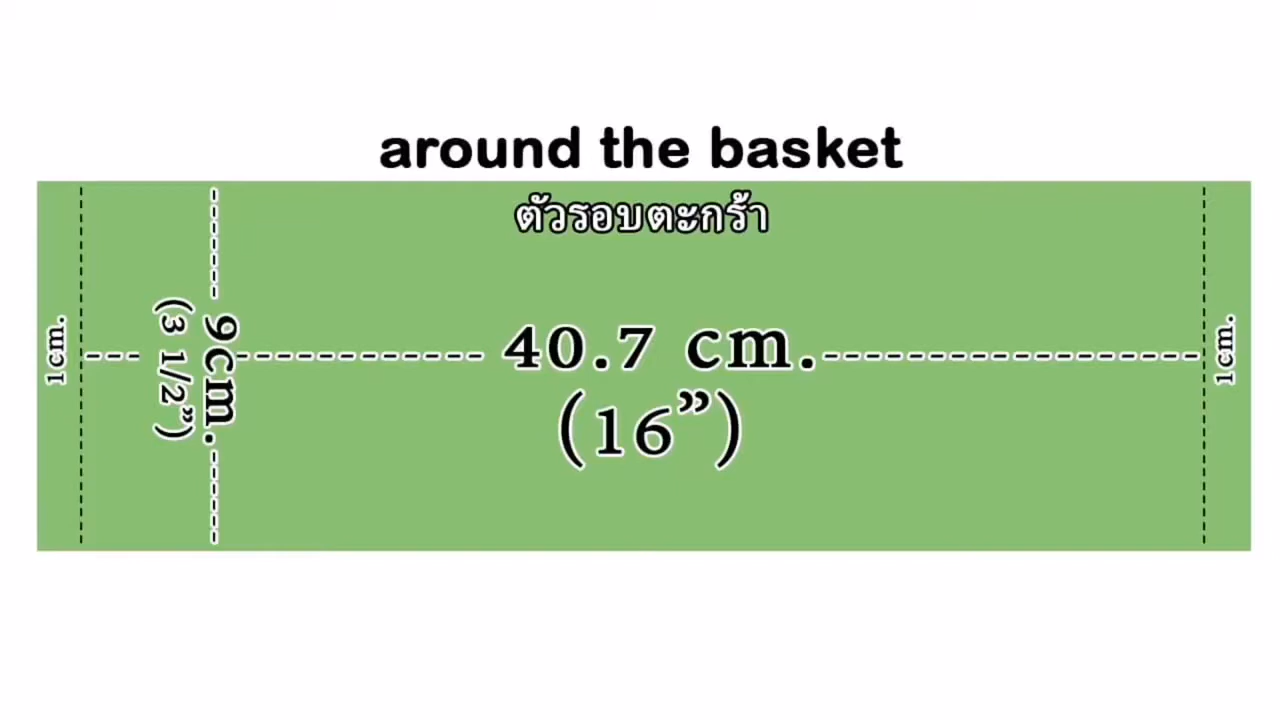 around the basket
ตัวรอบตะกร้า
1cm.
9cm.
(3 1/2”)
40.7 cm.
(16”)
1cm.